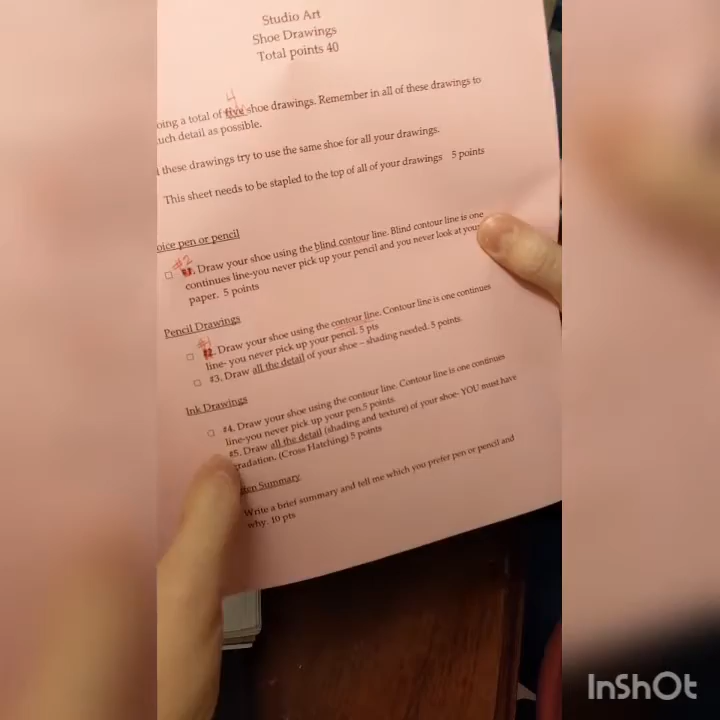 Studio Art
Shoe Drawings
Total points 40
4
oing a total of five shoe drawings. Remember in all of these drawings to
uch detail as possible.
these drawings try to use the same shoe for all your drawings.
This sheet needs to be stapled to the top of all of your drawings 5 points
oice pen or pencil
#2
#1. Draw your shoe using the blind contour line. Blind contour line is one
continues line-you never pick up your pencil and you never look at your
paper. 5 points
Pencil Drawings
#1
#2. Draw your shoe using the contour line. Contour line is one continues
line- you never pick up your pencil. 5 pts
#3. Draw all the detail of your shoe – shading needed. 5 points.
Ink Drawings
#4. Draw your shoe using the contour line. Contour line is one continues
line-you never pick up your pen.5 points.
#5. Draw all the detail (shading and texture) of your shoe- YOU must have
gradation. (Cross Hatching) 5 points
tten Summary
Write a brief summary and tell me which you prefer pen or pencil and
why. 10 pts
InShOt